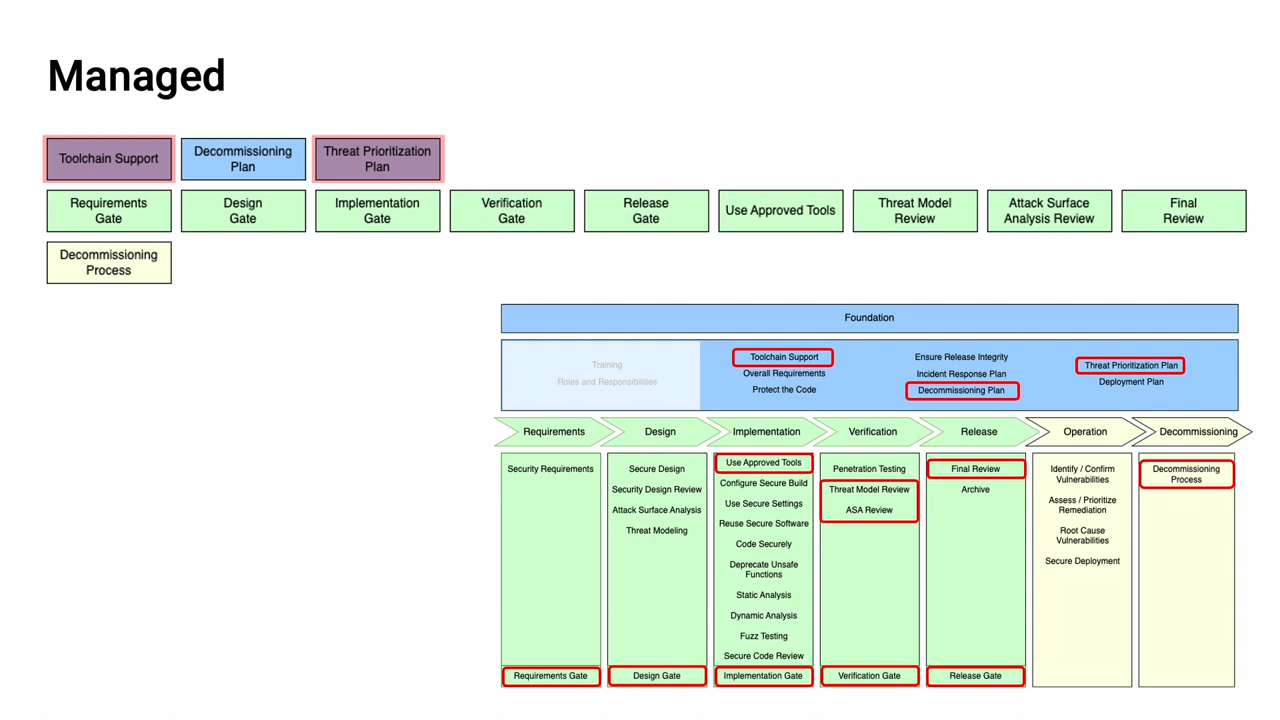 Managed
Toolchain Support
Decommissioning
Plan
Threat Prioritization
Plan
Requirements
Gate
Design
Gate
Implementation
Gate
Verification
Gate
Release
Gate
Use Approved Tools
Threat Model
Review
Attack Surface
Analysis Review
Final
Review
Decommissioning
Process
Foundation
Training
Roles and Responsibilities
Toolchain Support
Overall Requirements
Protect the Code
Ensure Release Integrity
Incident Response Plan
Decommissioning Plan
Threat Prioritization Plan
Deployment Plan
Requirements
Design
Implementation
Verification
Release
Operation
Decommissioning
Security Requirements
Requirements Gate
Secure Design
Security Design Review
Attack Surface Analysis
Threat Modeling
Design Gate
Use Approved Tools
Configure Secure Build
Use Secure Settings
Reuse Secure Software
Code Securely
Deprecate Unsafe
Functions
Static Analysis
Dynamic Analysis
Fuzz Testing
Secure Code Review
Implementation Gate
Penetration Testing
Threat Model Review
ASA Review
Verification Gate
Final Review
Archive
Release Gate
Identify / Confirm
Vulnerabilities
Assess / Prioritize
Remediation
Root Cause
Vulnerabilities
Secure Deployment
Decommissioning
Process